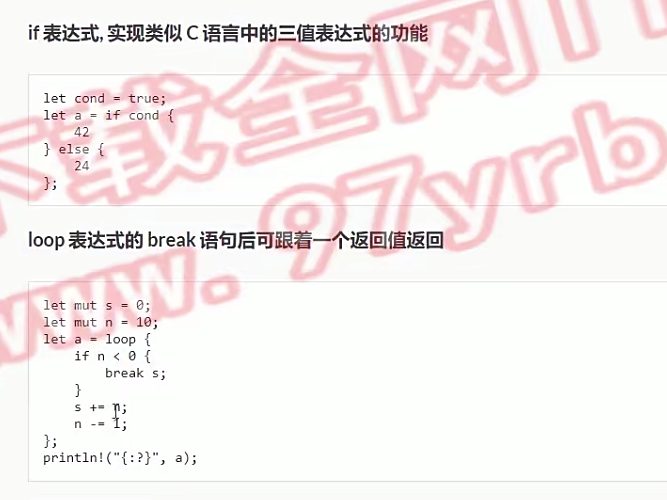 if 表达式, 实现类似 C 语言中的三值表达式的功能
let cond = true;
let a = if cond {
    42
} else {
    24
};
loop 表达式的 break 语句后可跟着一个返回值返回
let mut s = 0;
let mut n = 10;
let a = loop {
    if n < 0 {
        break s;
    }
    s += n;
    n -= 1;
};
println!("{:?}", a);
下载全网
www.97yrb